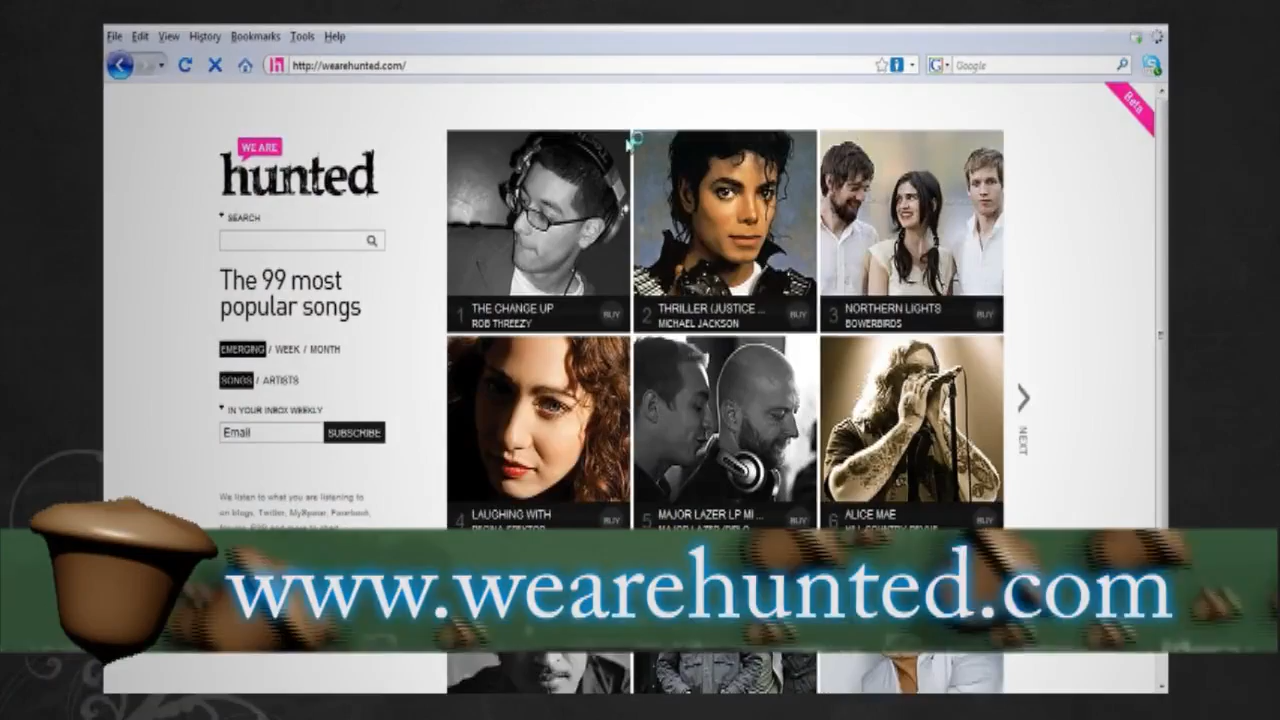 File Edit View History Bookmarks Tools Help
http://wearehunted.com/
Google
Beta
WE ARE
hunted
SEARCH
The 99 most
popular songs
EMERGING / WEEK / MONTH
SONGS / ARTISTS
IN YOUR INBOX WEEKLY
Email SUBSCRIBE
We listen to what you are listening to
on blogs, Twitter, MySpace, Facebook,
1 THE CHANGE UP BUY
ROB THREEZY
2 THRILLER (JUSTICE ... BUY
MICHAEL JACKSON
3 NORTHERN LIGHTS BUY
BOWERBIRDS
4 LAUGHING WITH BUY
5 MAJOR LAZER LP MI ... BUY
6 ALICE MAE BUY
NEXT
www.wearehunted.com